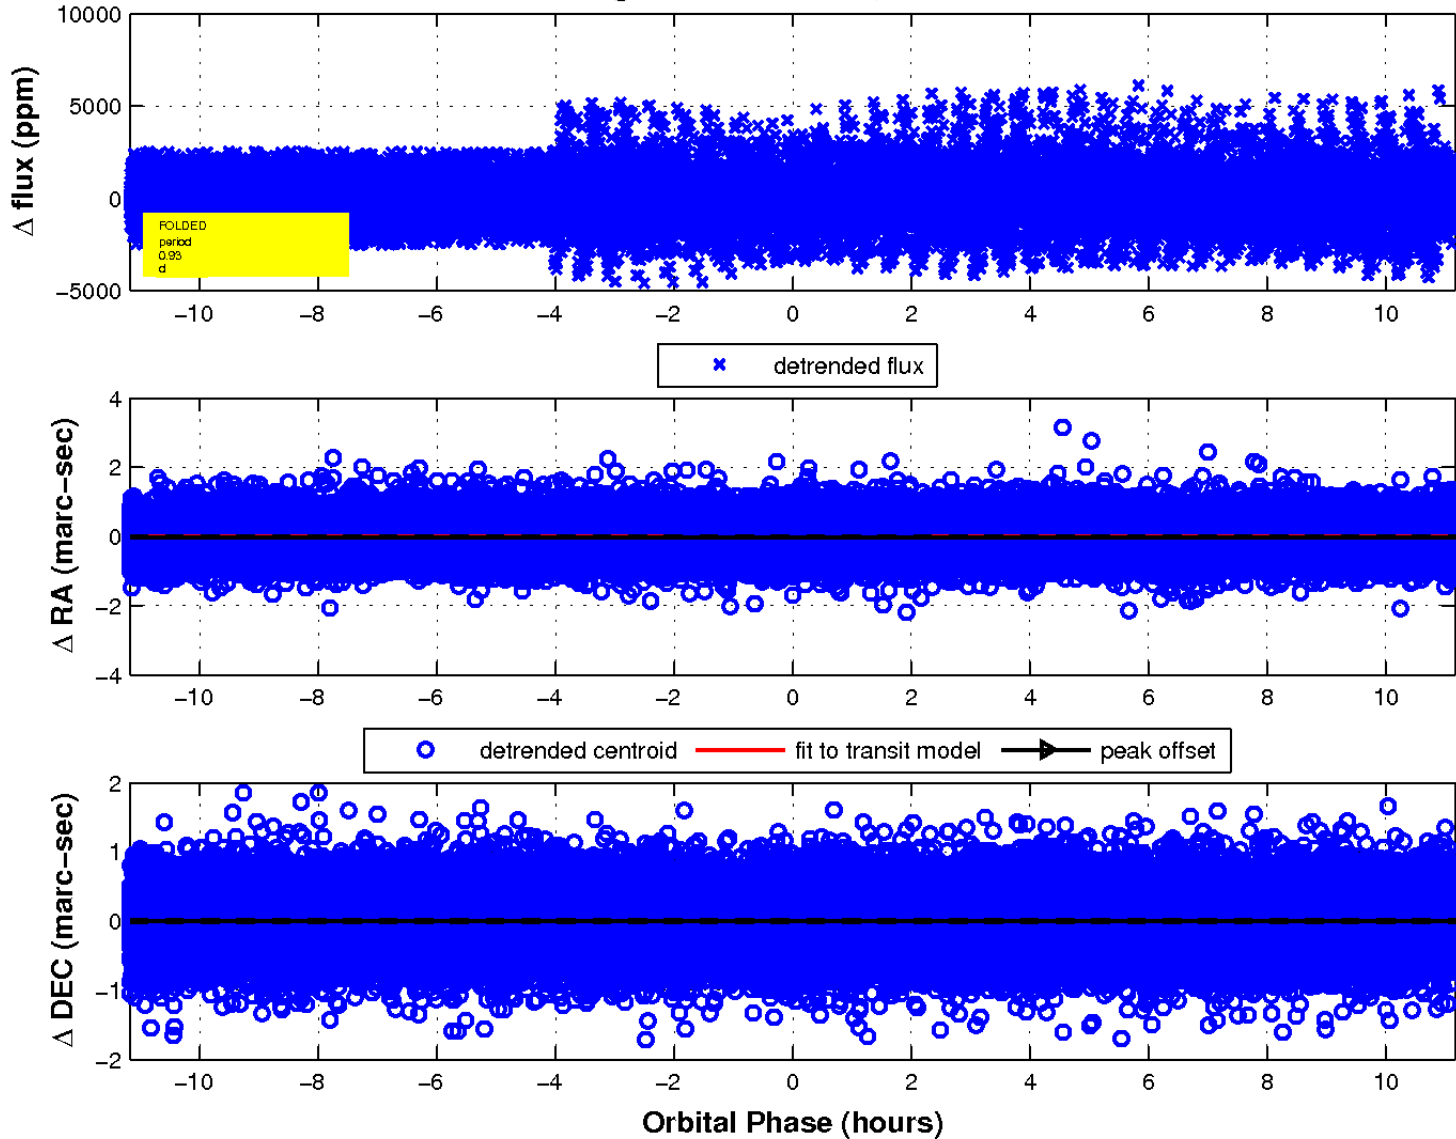 10000
5000
0
−5000
Δ flux (ppm)
FOLDED
period
0.93
d
−10 −8 −6 −4 −2 0 2 4 6 8 10
detrended flux
4
2
0
−2
−4
Δ RA (marc−sec)
−10 −8 −6 −4 −2 0 2 4 6 8 10
detrended centroid fit to transit model peak offset
2
1
0
−1
−2
Δ DEC (marc−sec)
−10 −8 −6 −4 −2 0 2 4 6 8 10
Orbital Phase (hours)